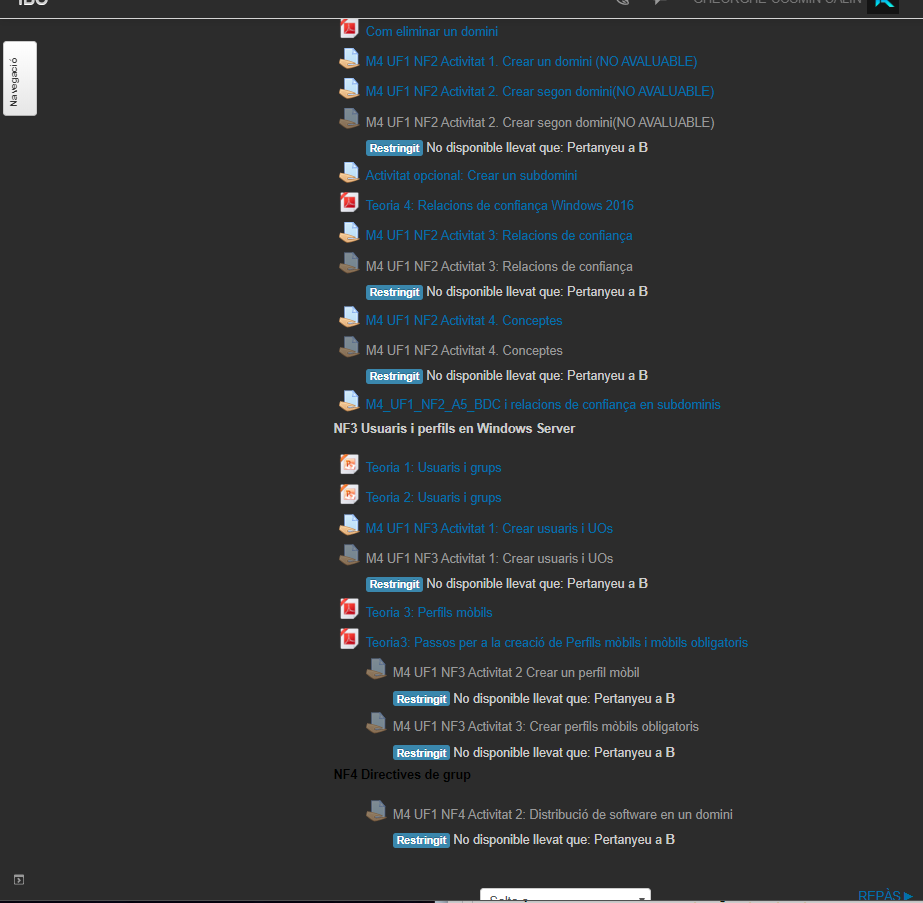 GHEORGHE-COSMIN CALIN
Navegació
Com eliminar un domini
M4 UF1 NF2 Activitat 1. Crear un domini (NO AVALUABLE)
M4 UF1 NF2 Activitat 2. Crear segon domini(NO AVALUABLE)
M4 UF1 NF2 Activitat 2. Crear segon domini(NO AVALUABLE)
Restringit No disponible llevat que: Pertanyeu a B
Activitat opcional: Crear un subdomini
Teoria 4: Relacions de confiança Windows 2016
M4 UF1 NF2 Activitat 3: Relacions de confiança
M4 UF1 NF2 Activitat 3: Relacions de confiança
Restringit No disponible llevat que: Pertanyeu a B
M4 UF1 NF2 Activitat 4. Conceptes
M4 UF1 NF2 Activitat 4. Conceptes
Restringit No disponible llevat que: Pertanyeu a B
M4_UF1_NF2_A5_BDC i relacions de confiança en subdominis
NF3 Usuaris i perfils en Windows Server
Teoria 1: Usuaris i grups
Teoria 2: Usuaris i grups
M4 UF1 NF3 Activitat 1: Crear usuaris i UOs
M4 UF1 NF3 Activitat 1: Crear usuaris i UOs
Restringit No disponible llevat que: Pertanyeu a B
Teoria 3: Perfils mòbils
Teoria3: Passos per a la creació de Perfils mòbils i mòbils obligatoris
M4 UF1 NF3 Activitat 2 Crear un perfil mòbil
Restringit No disponible llevat que: Pertanyeu a B
M4 UF1 NF3 Activitat 3: Crear perfils mòbils obligatoris
Restringit No disponible llevat que: Pertanyeu a B
NF4 Directives de grup
M4 UF1 NF4 Activitat 2: Distribució de software en un domini
Restringit No disponible llevat que: Pertanyeu a B
Salta a
REPÀS ▶